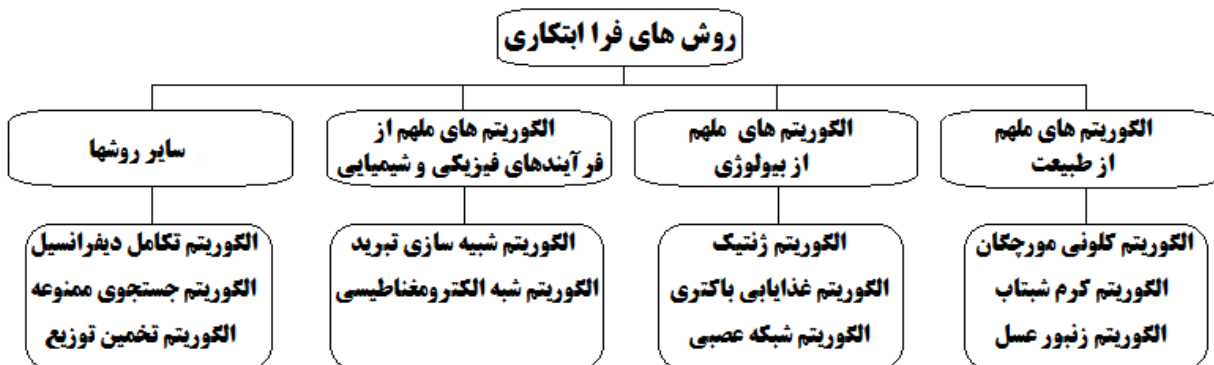 روش های فرا ابتکاری
الگوریتم های ملهم
از طبیعت
الگوریتم های ملهم
از بیولوژی
الگوریتم های ملهم از
فرآیندهای فیزیکی و شیمیایی
سایر روشها
الگوریتم کلونی مورچگان
الگوریتم کرم شبتاب
الگوریتم زنبور عسل
الگوریتم ژنتیک
الگوریتم غذایابی باکتری
الگوریتم شبکه عصبی
الگوریتم شبیه سازی تبرید
الگوریتم شبه الکترومغناطیسی
الگوریتم تکامل دیفرانسیل
الگوریتم جستجوی ممنوعه
الگوریتم تخمین توزیع